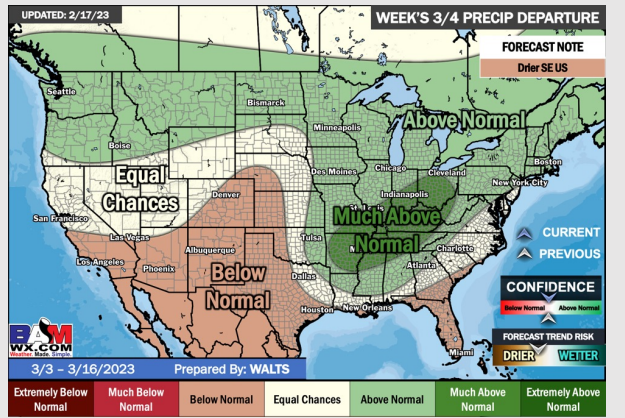 UPDATED: 2/17/23
WEEK'S 3/4 PRECIP DEPARTURE
FORECAST NOTE
Drier SE US
Seattle
Bismarck
Above Normal
Minneapolis
Boise
Boston
Equal
Chances
Des Moines
Chicago
Cleveland
New York City
Denver
Indianapolis
St. Louis
Much Above
Normal
San Francisco
Las Vegas
Tulsa
Charlotte
CURRENT
PREVIOUS
Los Angeles
Albuquerque
Phoenix
Atlanta
Below
Normal
Dallas
CONFIDENCE
Below Normal
Above Normal
Houston
New Orleans
FORECAST TREND RISK
DRIER
WETTER
Miami
BAM
WX.COM
Weather. Made. Simple.
3/3 – 3/16/2023
Prepared By: WALTS
Extremely Below
Normal
Much Below
Normal
Below Normal
Equal Chances
Above Normal
Much Above
Normal
Extremely Above
Normal